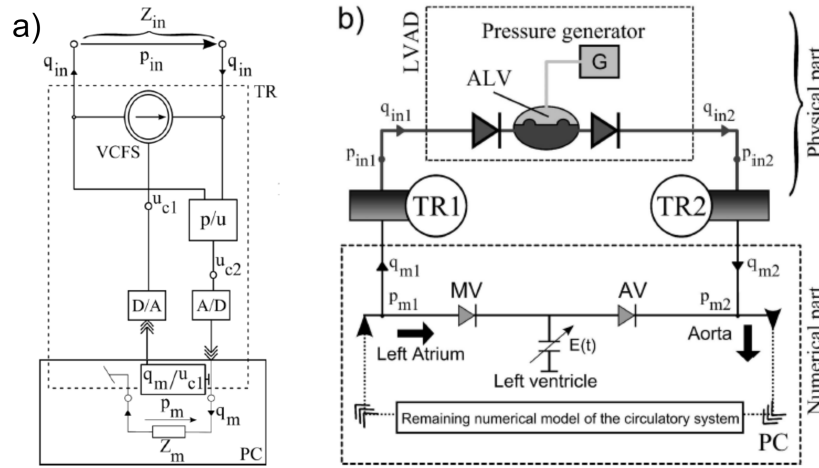 a)
Z_in
p_in
q_in
q_in
TR
VCFS
u_c1
p/u
u_c2
D/A
A/D
q_m/u_c1
p_m
q_m
Z_m
PC
b)
LVAD
Pressure generator
G
ALV
q_in1
q_in2
p_in1
p_in2
Physical part
TR1
TR2
q_m1
q_m2
p_m1
MV
AV
p_m2
Left Atrium
E(t)
Aorta
Left ventricle
Remaining numerical model of the circulatory system
PC
Numerical part